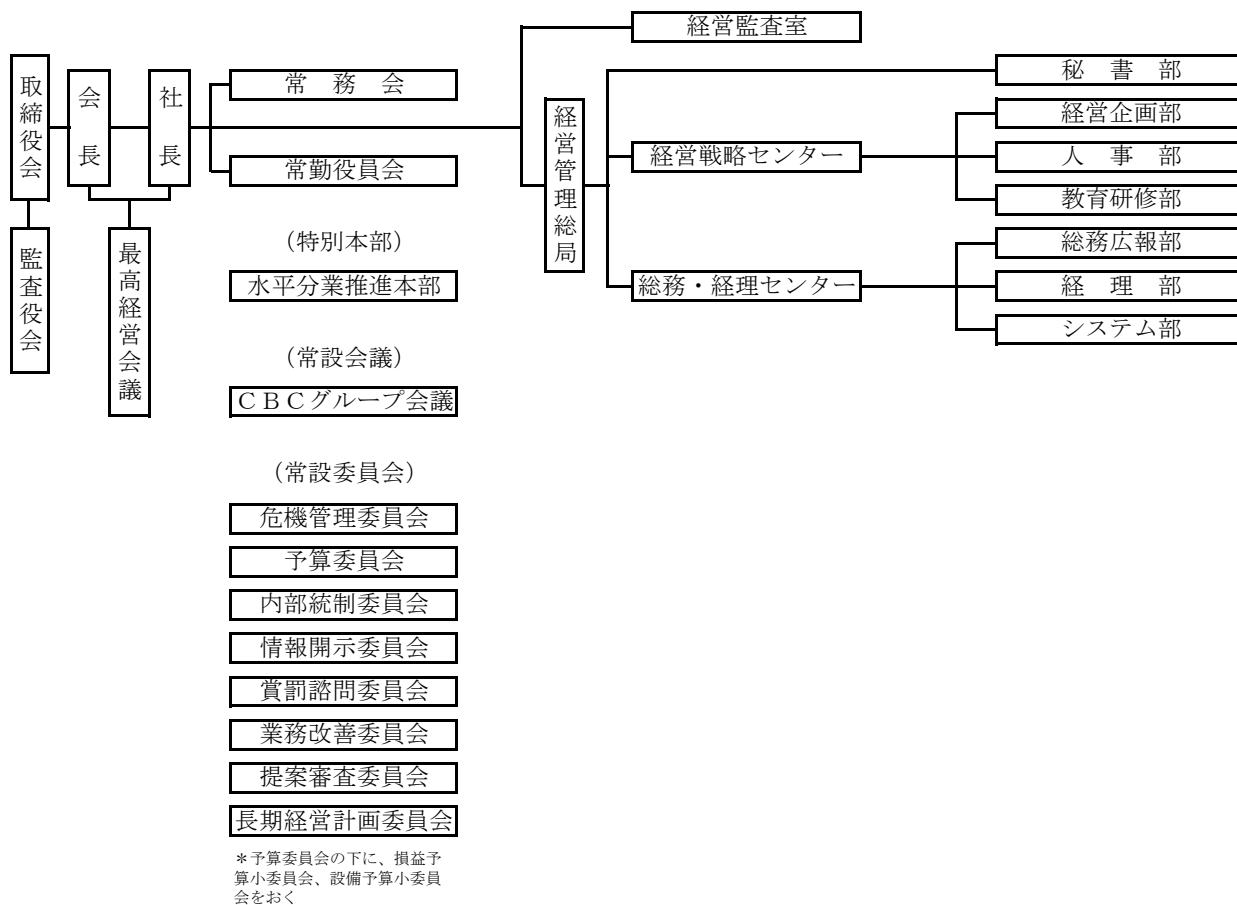 取締役会
監査役会
会長
社長
最高経営会議
常　務　会
常勤役員会
（特別本部）
水平分業推進本部
（常設会議）
ＣＢＣグループ会議
（常設委員会）
危機管理委員会
予算委員会
内部統制委員会
情報開示委員会
賞罰諮問委員会
業務改善委員会
提案審査委員会
長期経営計画委員会
＊予算委員会の下に、損益予
算小委員会、設備予算小委員
会をおく
経営監査室
経営管理総局
秘　書　部
経営戦略センター
経営企画部
人　事　部
教育研修部
総務・経理センター
総務広報部
経　理　部
システム部